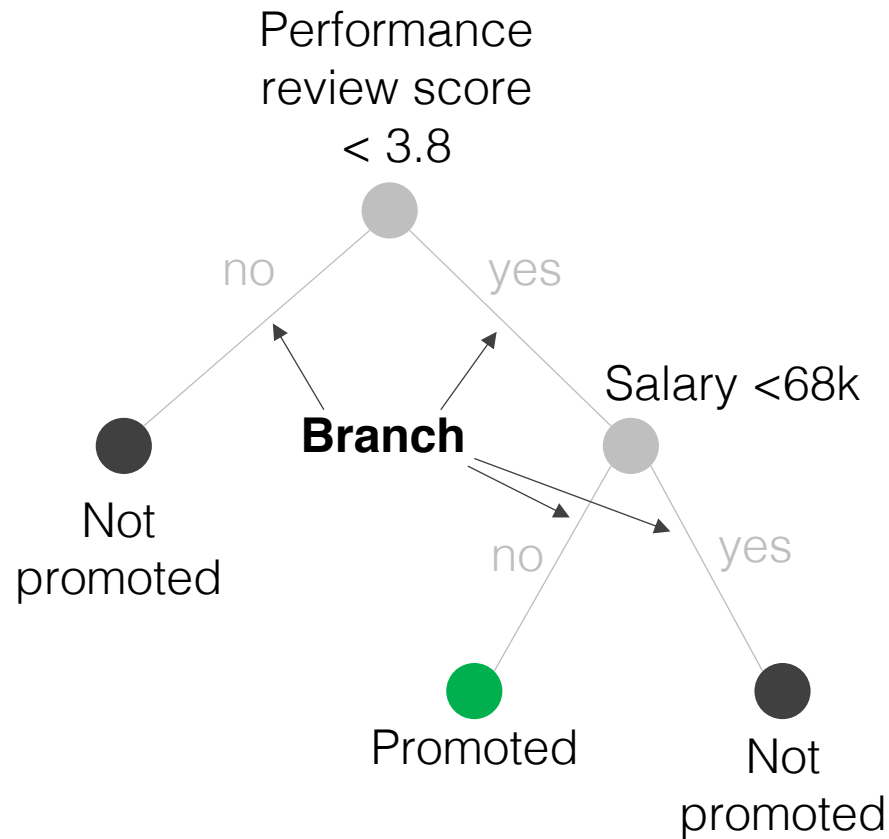 Performance
review score
< 3.8
no
yes
Salary <68k
Branch
Not
promoted
no
yes
Promoted
Not
promoted